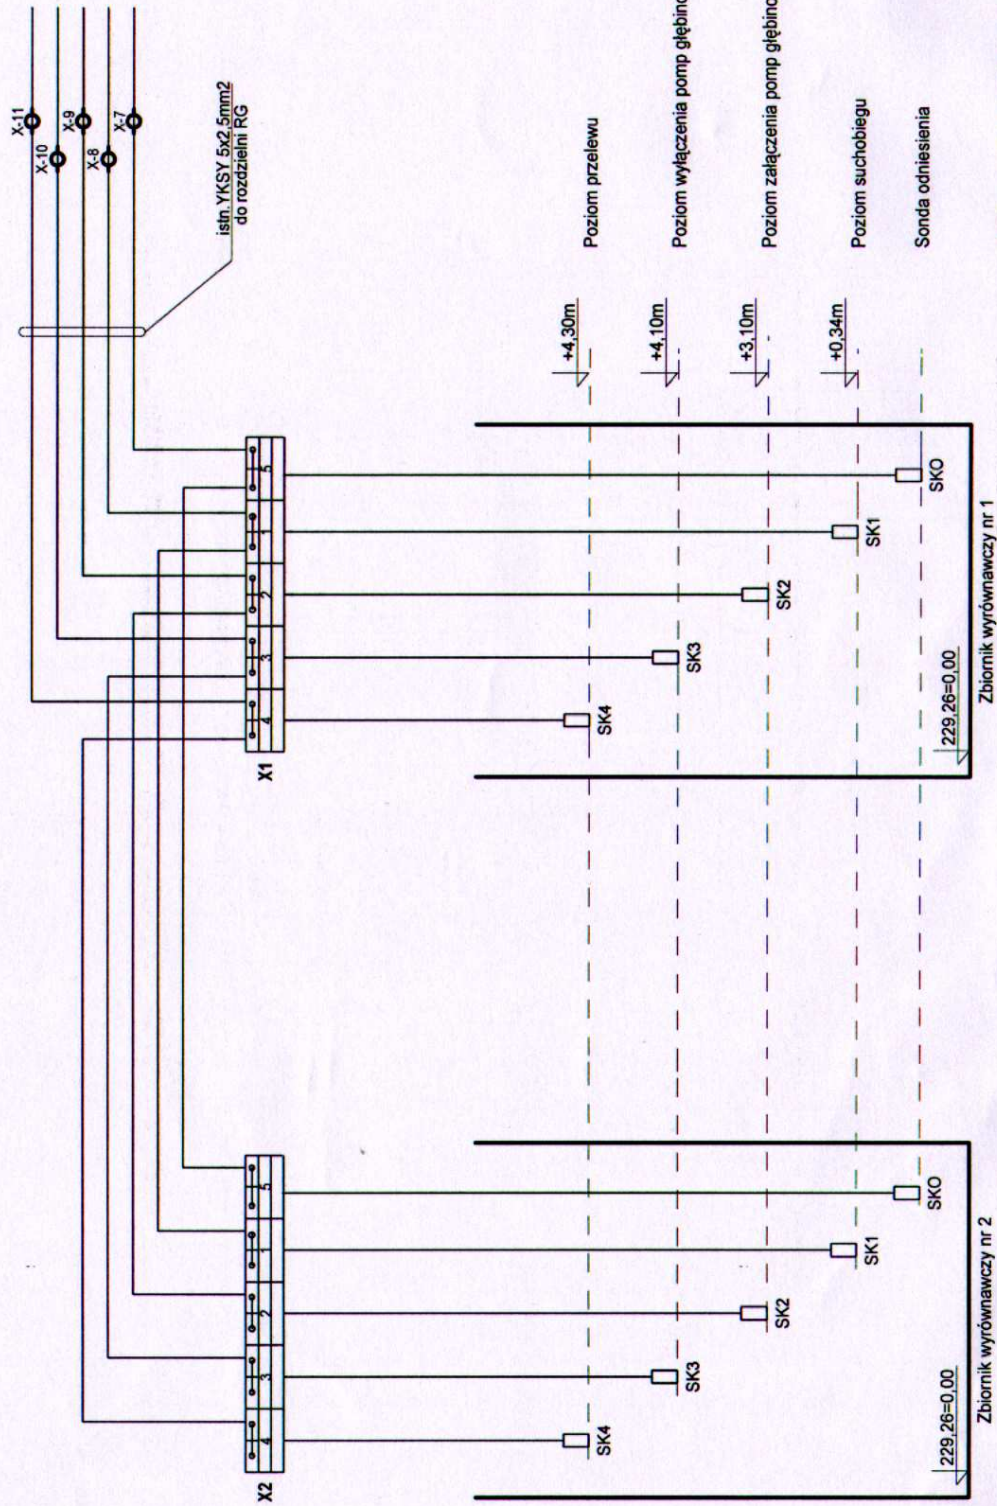 X-11
X-10
X-9
X-8
X-7
istn.YKSY 5x2,5mm2
do rozdzielni RG
X2
4
3
2
1
5
X1
4
3
2
1
5
+4,30m
Poziom przelewu
+4,10m
Poziom wyłączenia pomp
+3,10m
Poziom załączenia pomp
+0,34m
Poziom suchobiegu
Sonda odniesienia
SK4
SK3
SK2
SK1
SKO
SK4
SK3
SK2
SK1
SKO
229,26=0,00
229,26=0,00
Zbiornik wyrównawczy nr 2
Zbiornik wyrównawczy nr 1